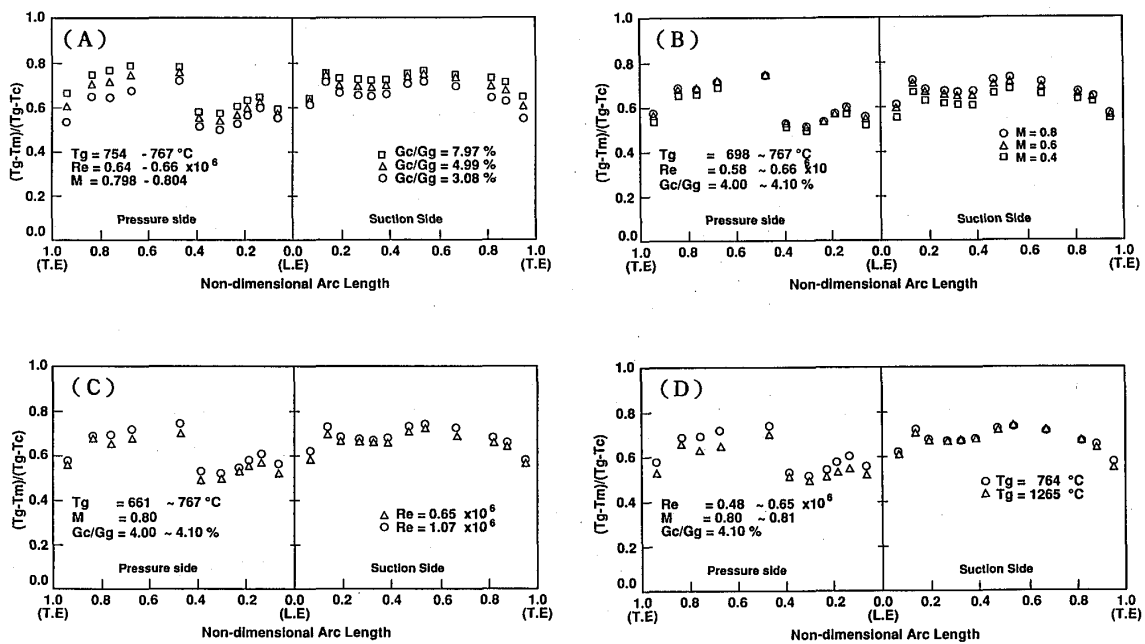 (A)
(Tg-Tm)/(Tg-Tc)
1.0
0.8
0.6
0.4
0.2
0.0
Tg = 754 - 767 °C
Re = 0.64 - 0.66 x10 6
M = 0.798 - 0.804
□ Gc/Gg = 7.97 %
△ Gc/Gg = 4.99 %
○ Gc/Gg = 3.08 %
Pressure side
Suction Side
1.0 0.8 0.6 0.4 0.2 0.0 0.2 0.4 0.6 0.8 1.0
(T.E) (L.E) (T.E)
Non-dimensional Arc Length
(B)
(Tg-Tm)/(Tg-Tc)
1.0
0.8
0.6
0.4
0.2
0.0
Tg = 698 ~ 767 °C
Re = 0.58 ~ 0.66 x10 6
Gc/Gg = 4.00 ~ 4.10 %
○ M = 0.8
△ M = 0.6
□ M = 0.4
Pressure side
Suction Side
1.0 0.8 0.6 0.4 0.2 0.0 0.2 0.4 0.6 0.8 1.0
(T.E) (L.E) (T.E)
Non-dimensional Arc Length
(C)
(Tg-Tm)/(Tg-Tc)
1.0
0.8
0.6
0.4
0.2
0.0
Tg = 661 ~ 767 °C
M = 0.80
Gc/Gg = 4.00 ~ 4.10 %
△ Re = 0.65 x10 6
○ Re = 1.07 x10 6
Pressure side
Suction Side
1.0 0.8 0.6 0.4 0.2 0.0 0.2 0.4 0.6 0.8 1.0
(T.E) (L.E) (T.E)
Non-dimensional Arc Length
(D)
(Tg-Tm)/(Tg-Tc)
1.0
0.8
0.6
0.4
0.2
0.0
Re = 0.48 ~ 0.65 x10 6
M = 0.80 ~ 0.81
Gc/Gg = 4.10 %
○ Tg = 764 °C
△ Tg = 1265 °C
Pressure side
Suction Side
1.0 0.8 0.6 0.4 0.2 0.0 0.2 0.4 0.6 0.8 1.0
(T.E) (L.E) (T.E)
Non-dimensional Arc Length